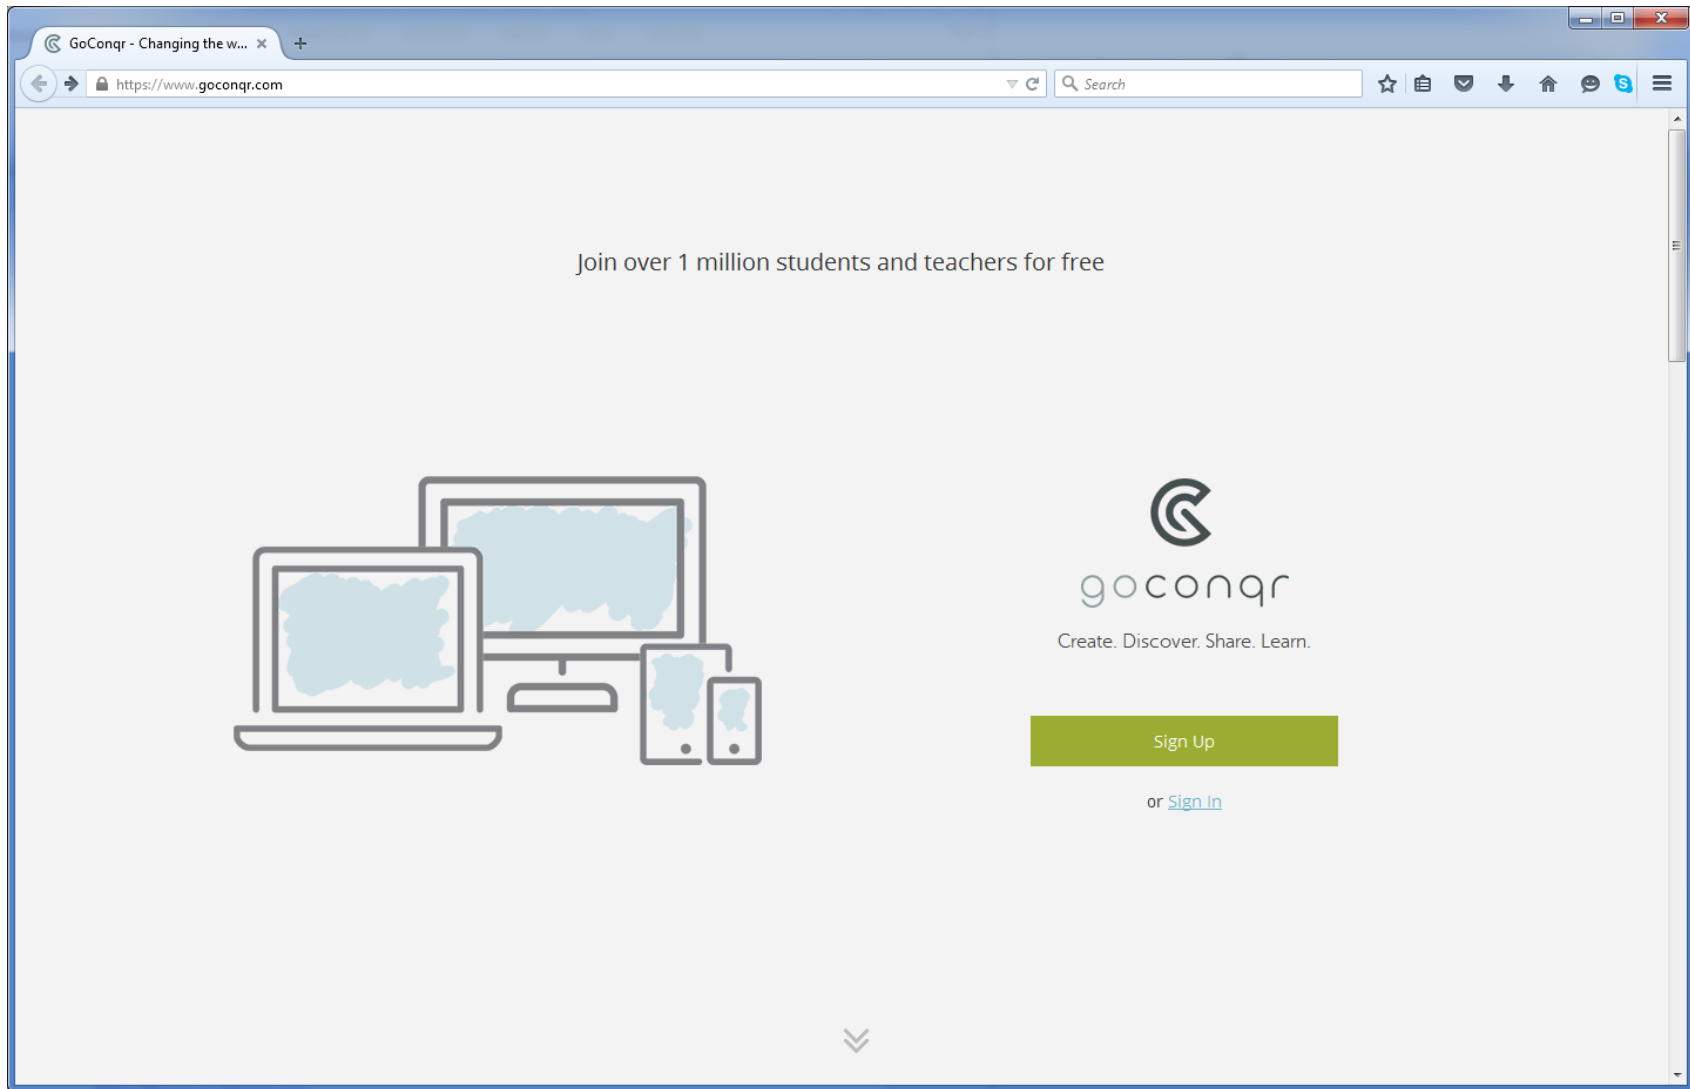 GoConqr - Changing the w...
https://www.goconqr.com
Search
Join over 1 million students and teachers for free
goconqr
Create. Discover. Share. Learn.
Sign Up
or Sign In